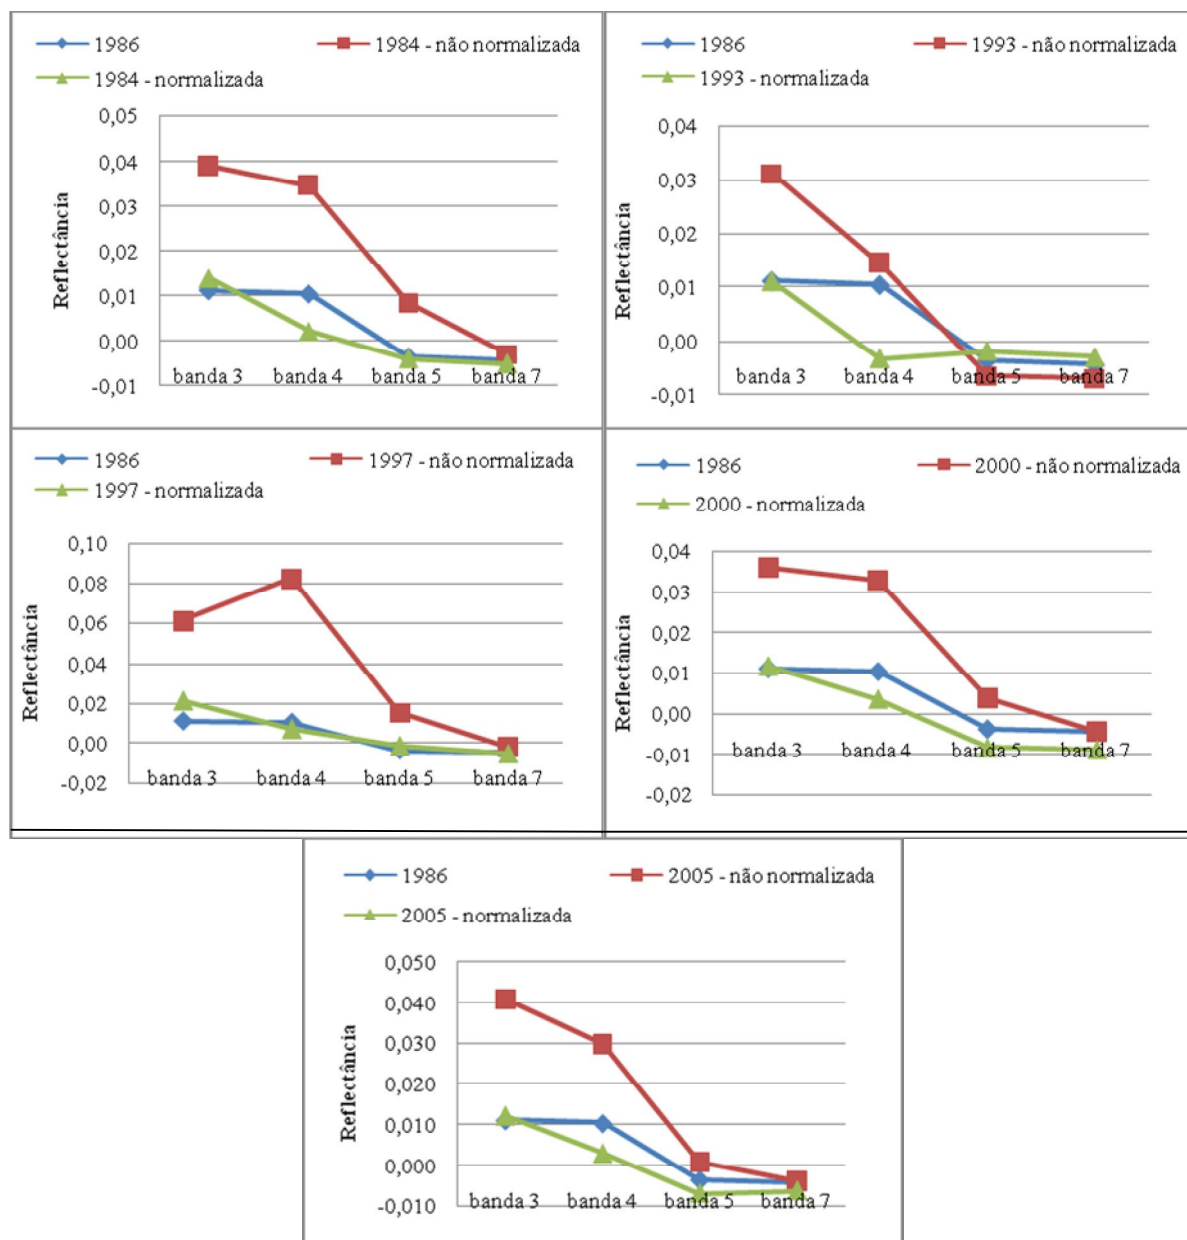 1986
1984 - não normalizada
1984 - normalizada
0,05
0,04
0,03
0,02
0,01
0,00
-0,01
Reflectância
banda 3 banda 4 banda 5 banda 7
1986
1993 - não normalizada
1993 - normalizada
0,04
0,03
0,02
0,01
0,00
-0,01
Reflectância
banda 3 banda 4 banda 5 banda 7
1986
1997 - não normalizada
1997 - normalizada
0,10
0,08
0,06
0,04
0,02
0,00
-0,02
Reflectância
banda 3 banda 4 banda 5 banda 7
1986
2000 - não normalizada
2000 - normalizada
0,04
0,03
0,02
0,01
0,00
-0,01
-0,02
Reflectância
banda 3 banda 4 banda 5 banda 7
1986
2005 - não normalizada
2005 - normalizada
0,050
0,040
0,030
0,020
0,010
0,000
-0,010
Reflectância
banda 3 banda 4 banda 5 banda 7